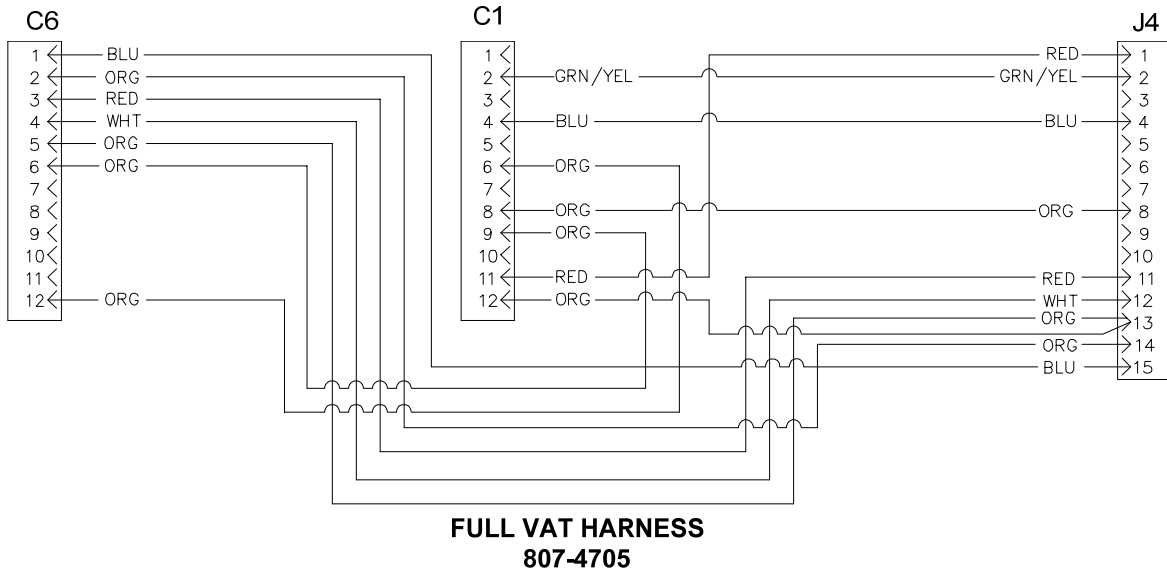 C6 C1 J4
1 BLU 1 RED 1
2 ORG 2 GRN/YEL GRN/YEL 2
3 RED 3 3
4 WHT 4 BLU BLU 4
5 ORG 5 5
6 ORG 6 ORG 6
7 7 7
8 8 ORG ORG 8
9 9 ORG 9
10 10 10
11 11 RED RED 11
12 ORG 12 ORG WHT 12
ORG 13
ORG 14
BLU 15
FULL VAT HARNESS
807-4705